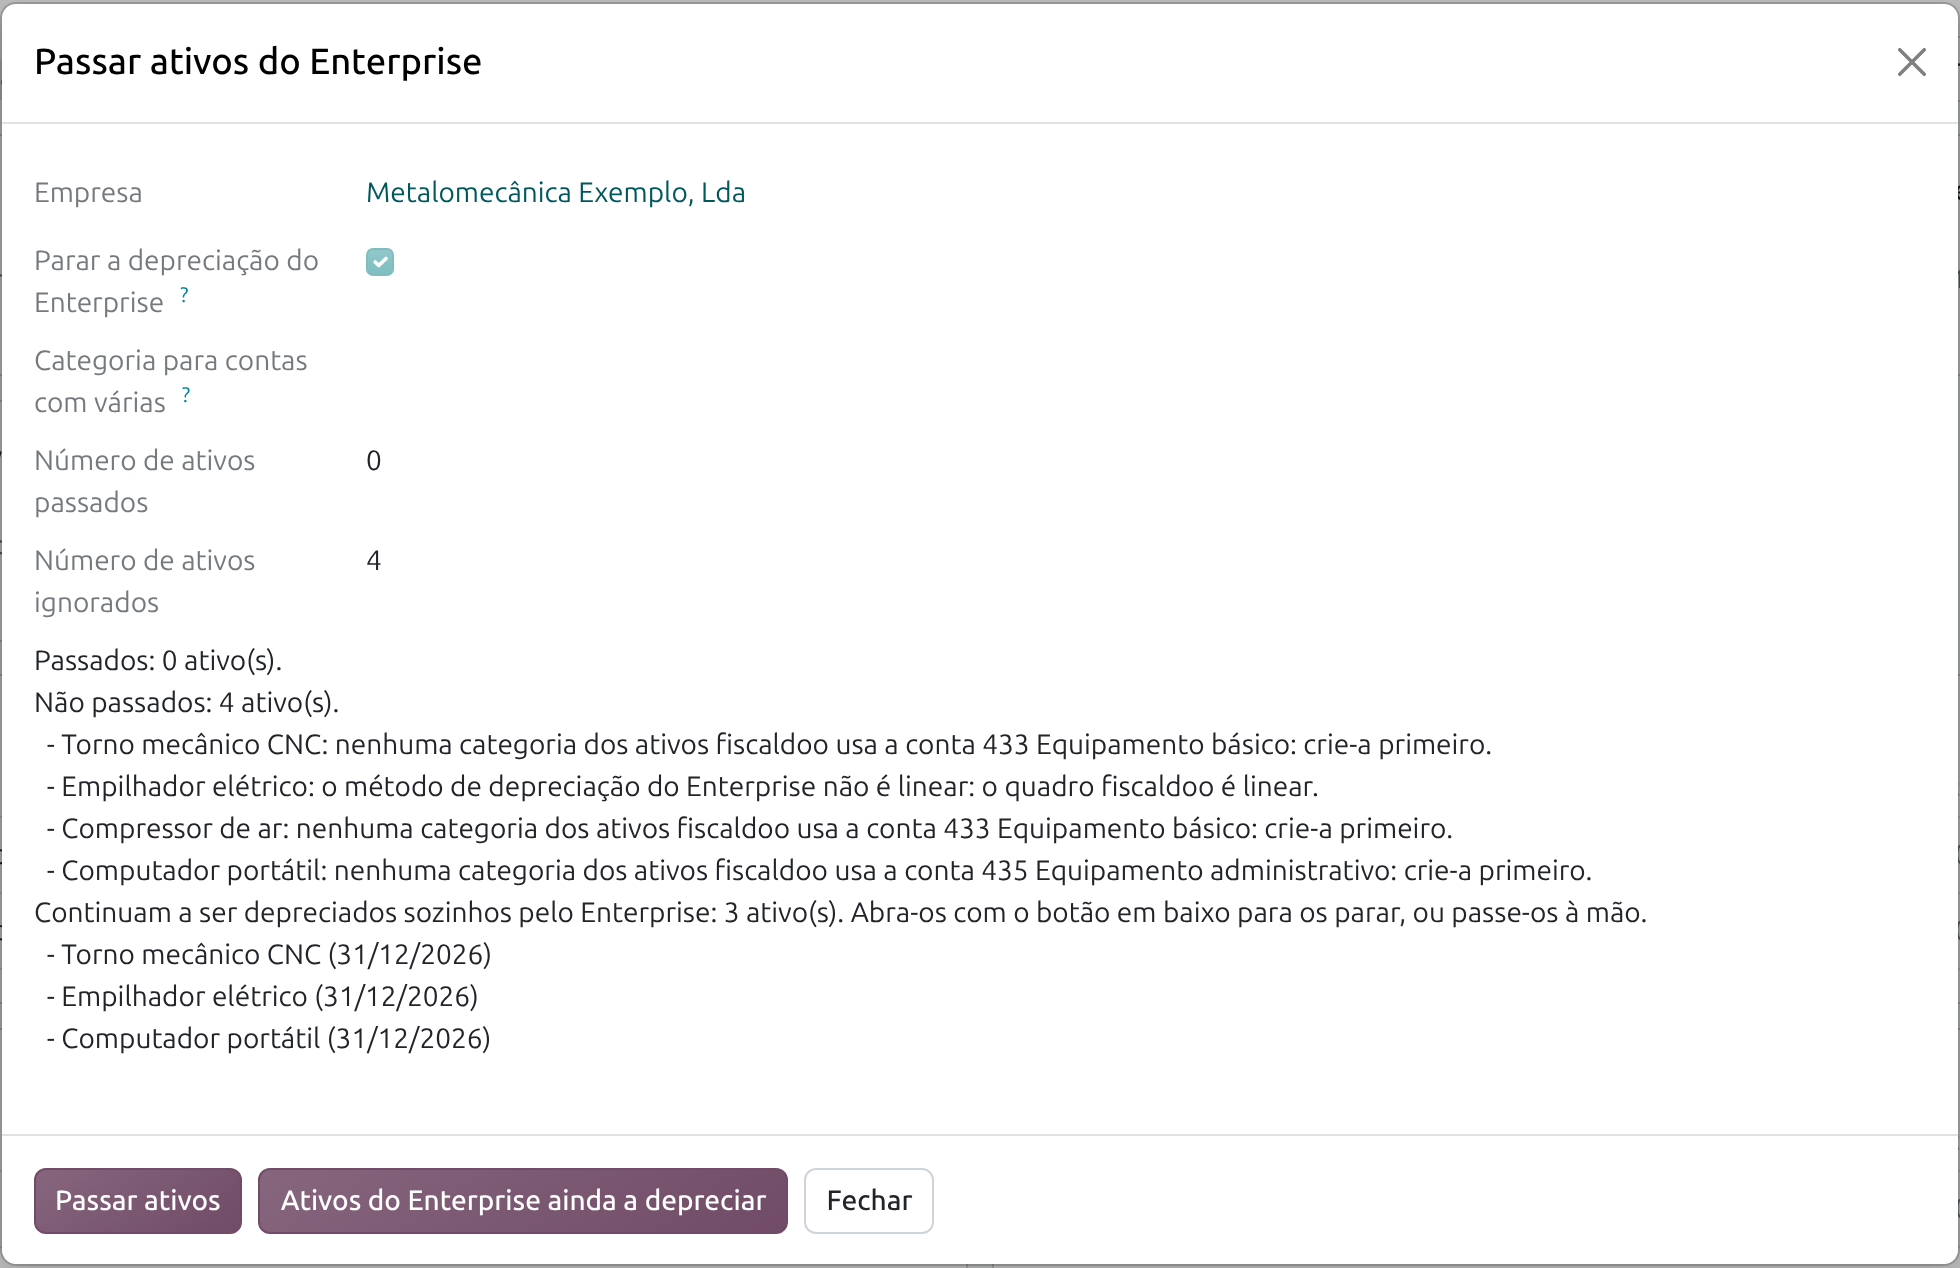 Passar ativos do Enterprise
Empresa
Metalomecânica Exemplo, Lda
Parar a depreciação do
Enterprise ?
Categoria para contas
com várias ?
Número de ativos
passados
0
Número de ativos
ignorados
4
Passados: 0 ativo(s).
Não passados: 4 ativo(s).
- Torno mecânico CNC: nenhuma categoria dos ativos fiscaldoo usa a conta 433 Equipamento básico: crie-a primeiro.
- Empilhador elétrico: o método de depreciação do Enterprise não é linear: o quadro fiscaldoo é linear.
- Compressor de ar: nenhuma categoria dos ativos fiscaldoo usa a conta 433 Equipamento básico: crie-a primeiro.
- Computador portátil: nenhuma categoria dos ativos fiscaldoo usa a conta 435 Equipamento administrativo: crie-a primeiro.
Continuam a ser depreciados sozinhos pelo Enterprise: 3 ativo(s). Abra-os com o botão em baixo para os parar, ou passe-os à mão.
- Torno mecânico CNC (31/12/2026)
- Empilhador elétrico (31/12/2026)
- Computador portátil (31/12/2026)
Passar ativos
Ativos do Enterprise ainda a depreciar
Fechar